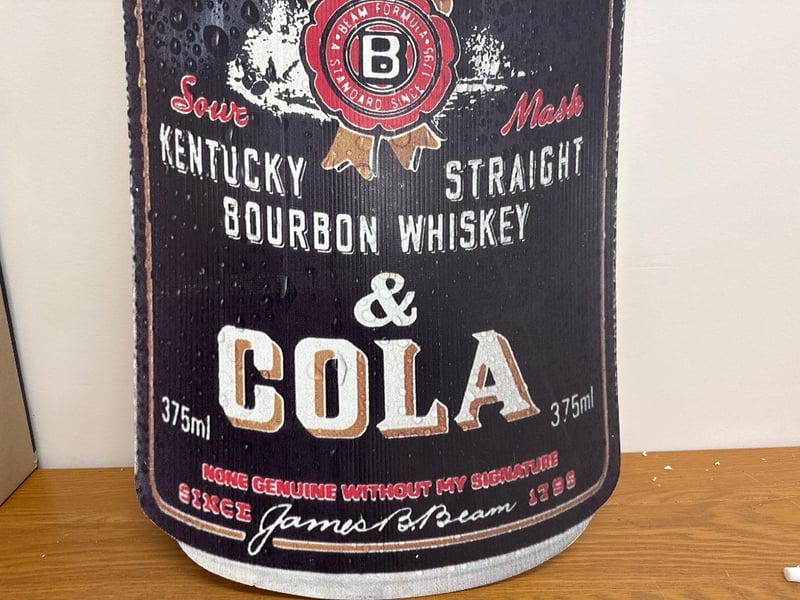 BEAM FORMULA
A STANDARD SINCE 1795
B
Sour Mash
KENTUCKY STRAIGHT
BOURBON WHISKEY
&
COLA
375ml 375ml
NONE GENUINE WITHOUT MY SIGNATURE
SINCE James B. Beam 1795